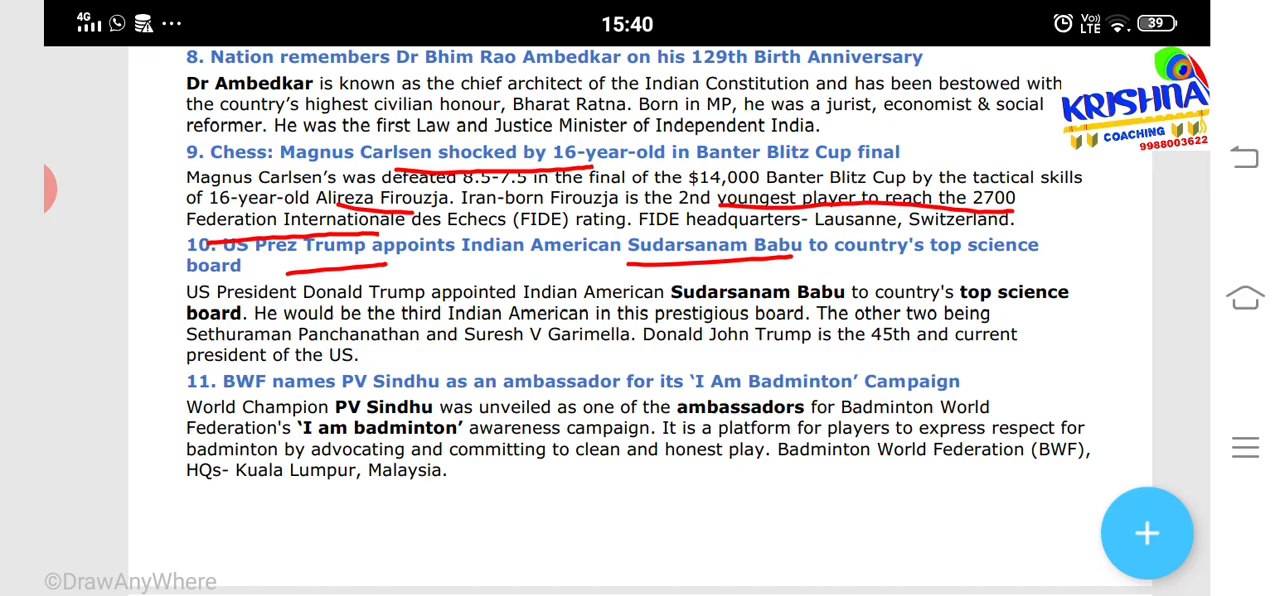 4G
15:40
Vo)
LTE
39
8. Nation remembers Dr Bhim Rao Ambedkar on his 129th Birth Anniversary
Dr Ambedkar is known as the chief architect of the Indian Constitution and has been bestowed with
the country's highest civilian honour, Bharat Ratna. Born in MP, he was a jurist, economist & social
reformer. He was the first Law and Justice Minister of Independent India.
KRISHNA
COACHING
9988003622
9. Chess: Magnus Carlsen shocked by 16-year-old in Banter Blitz Cup final
Magnus Carlsen's was defeated 8.5-7.5 in the final of the $14,000 Banter Blitz Cup by the tactical skills
of 16-year-old Alireza Firouzja. Iran-born Firouzja is the 2nd youngest player to reach the 2700
Federation Internationale des Echecs (FIDE) rating. FIDE headquarters- Lausanne, Switzerland.
10. US Prez Trump appoints Indian American Sudarsanam Babu to country's top science
board
US President Donald Trump appointed Indian American Sudarsanam Babu to country's top science
board. He would be the third Indian American in this prestigious board. The other two being
Sethuraman Panchanathan and Suresh V Garimella. Donald John Trump is the 45th and current
president of the US.
11. BWF names PV Sindhu as an ambassador for its 'I Am Badminton' Campaign
World Champion PV Sindhu was unveiled as one of the ambassadors for Badminton World
Federation's 'I am badminton' awareness campaign. It is a platform for players to express respect for
badminton by advocating and committing to clean and honest play. Badminton World Federation (BWF),
HQs- Kuala Lumpur, Malaysia.
©DrawAnyWhere